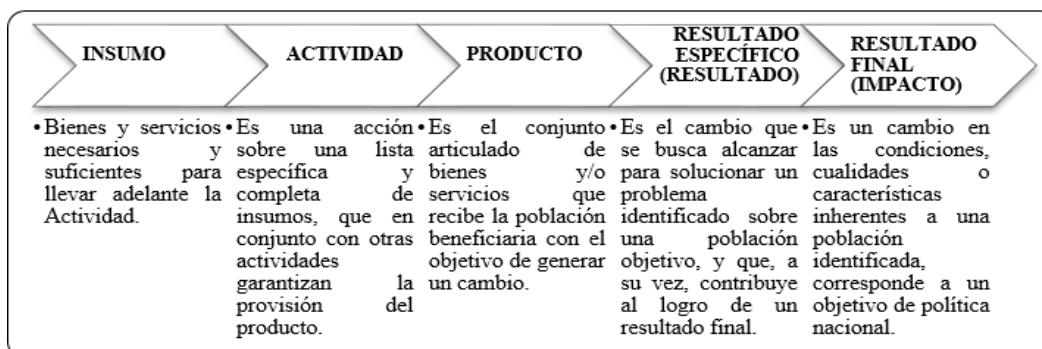 INSUMO
ACTIVIDAD
PRODUCTO
RESULTADO
ESPECÍFICO
(RESULTADO)
RESULTADO
FINAL
(IMPACTO)
•Bienes y servicios
necesarios y
suficientes para
llevar adelante la
Actividad.
•Es una acción
sobre una lista
específica y
completa de
insumos, que en
conjunto con otras
actividades
garantizan la
provisión del
producto.
•Es el conjunto
articulado de
bienes y/o
servicios que
recibe la población
beneficiaria con el
objetivo de generar
un cambio.
•Es el cambio que
se busca alcanzar
para solucionar un
problema
identificado sobre
una población
objetivo, y que, a
su vez, contribuye
al logro de un
resultado final.
•Es un cambio en
las condiciones,
cualidades o
características
inherentes a una
población
identificada,
corresponde a un
objetivo de política
nacional.